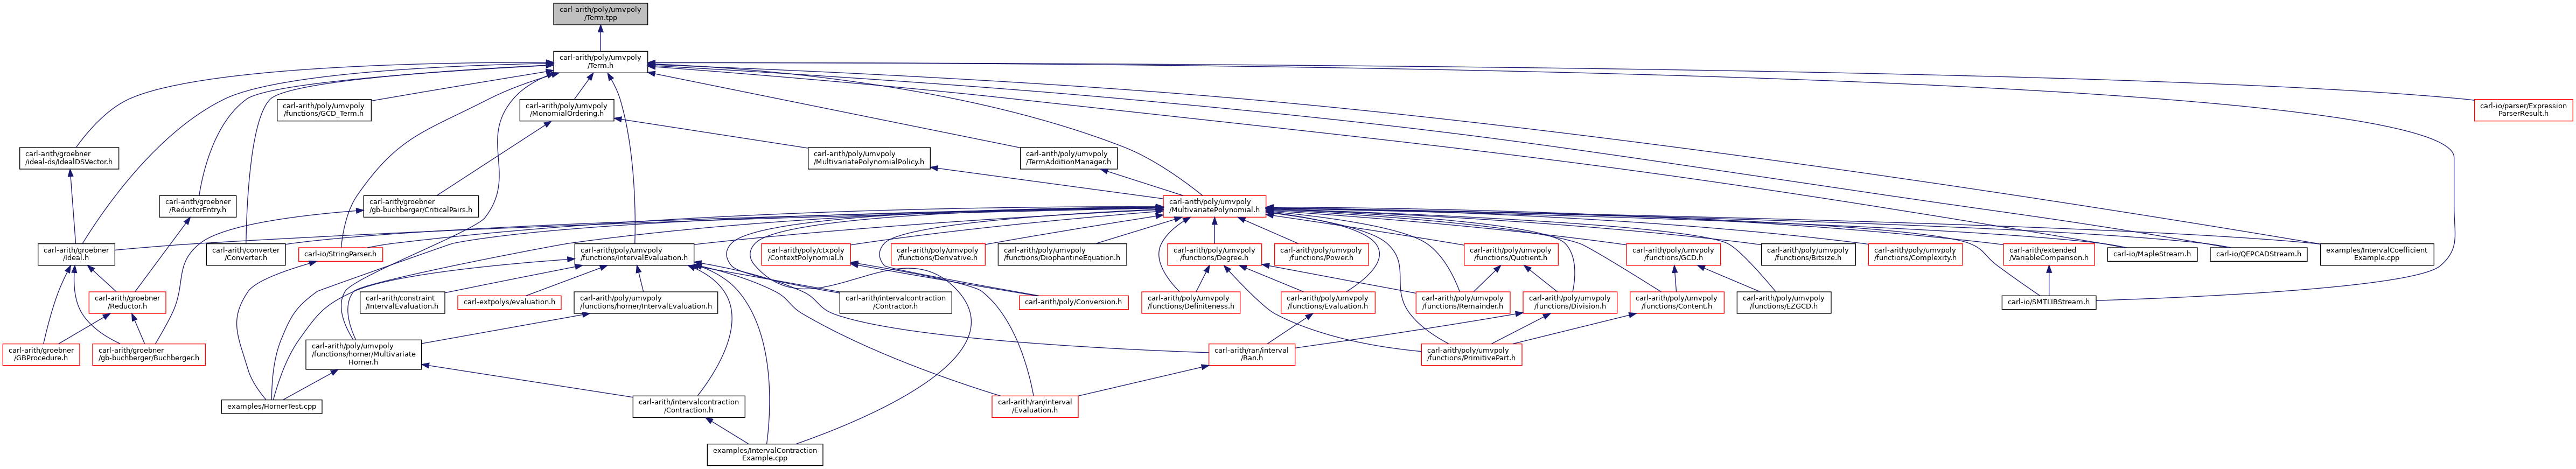 carl-arith/poly/umvpoly
/Term.tpp
carl-arith/poly/umvpoly
/Term.h
carl-arith/poly/umvpoly
/functions/GCD_Term.h
carl-arith/poly/umvpoly
/MonomialOrdering.h
carl-io/parser/Expression
ParserResult.h
carl-arith/groebner
/ideal-ds/IdealDSVector.h
carl-arith/poly/umvpoly
/MultivariatePolynomialPolicy.h
carl-arith/poly/umvpoly
/TermAdditionManager.h
carl-arith/groebner
/ReductorEntry.h
carl-arith/groebner
/gb-buchberger/CriticalPairs.h
carl-arith/poly/umvpoly
/MultivariatePolynomial.h
carl-arith/groebner
/Ideal.h
carl-arith/converter
/Converter.h
carl-io/StringParser.h
carl-arith/poly/umvpoly
/functions/IntervalEvaluation.h
carl-arith/poly/ctxpoly
/ContextPolynomial.h
carl-arith/poly/umvpoly
/functions/Derivative.h
carl-arith/poly/umvpoly
/functions/DiophantineEquation.h
carl-arith/poly/umvpoly
/functions/Degree.h
carl-arith/poly/umvpoly
/functions/Power.h
carl-arith/poly/umvpoly
/functions/Quotient.h
carl-arith/poly/umvpoly
/functions/GCD.h
carl-arith/poly/umvpoly
/functions/Bitsize.h
carl-arith/poly/umvpoly
/functions/Complexity.h
carl-arith/extended
/VariableComparison.h
carl-io/MapleStream.h
carl-io/QEPCADStream.h
examples/IntervalCoefficient
Example.cpp
carl-arith/groebner
/Reductor.h
carl-arith/constraint
/IntervalEvaluation.h
carl-extpolys/evaluation.h
carl-arith/poly/umvpoly
/functions/horner/IntervalEvaluation.h
carl-arith/intervalcontraction
/Contractor.h
carl-arith/poly/Conversion.h
carl-arith/poly/umvpoly
/functions/Definiteness.h
carl-arith/poly/umvpoly
/functions/Evaluation.h
carl-arith/poly/umvpoly
/functions/Remainder.h
carl-arith/poly/umvpoly
/functions/Division.h
carl-arith/poly/umvpoly
/functions/Content.h
carl-arith/poly/umvpoly
/functions/EZGCD.h
carl-io/SMTLIBStream.h
carl-arith/groebner
/GBProcedure.h
carl-arith/groebner
/gb-buchberger/Buchberger.h
carl-arith/poly/umvpoly
/functions/horner/Multivariate
Horner.h
carl-arith/ran/interval
/Ran.h
carl-arith/poly/umvpoly
/functions/PrimitivePart.h
examples/HornerTest.cpp
carl-arith/intervalcontraction
/Contraction.h
carl-arith/ran/interval
/Evaluation.h
examples/IntervalContraction
Example.cpp